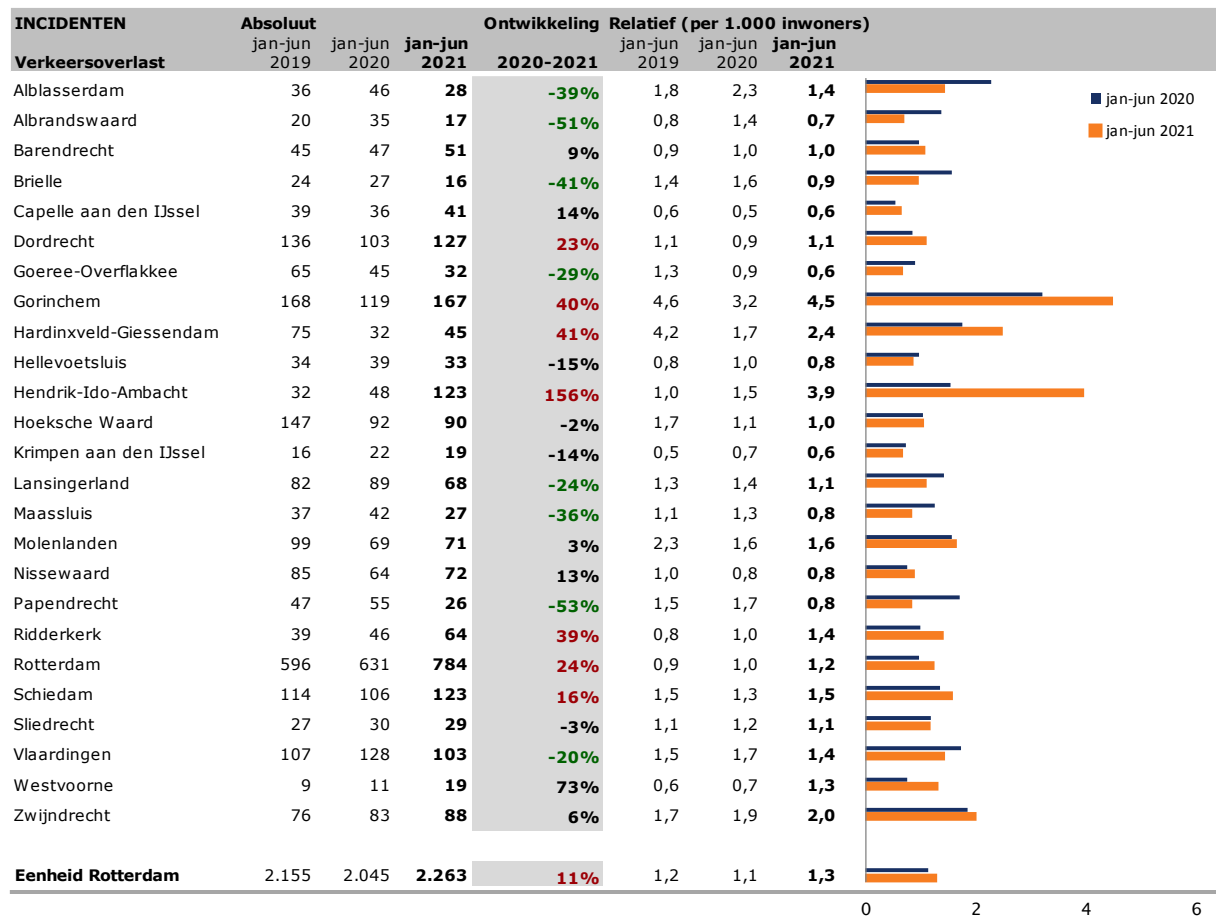 INCIDENTEN Absoluut Ontwikkeling Relatief (per 1.000 inwoners)
jan-jun jan-jun jan-jun jan-jun jan-jun jan-jun
Verkeersoverlast 2019 2020 2021 2020-2021 2019 2020 2021
Alblasserdam 36 46 28 -39% 1,8 2,3 1,4
jan-jun 2020
Albrandswaard 20 35 17 -51% 0,8 1,4 0,7
jan-jun 2021
Barendrecht 45 47 51 9% 0,9 1,0 1,0
Brielle 24 27 16 -41% 1,4 1,6 0,9
Capelle aan den IJssel 39 36 41 14% 0,6 0,5 0,6
Dordrecht 136 103 127 23% 1,1 0,9 1,1
Goeree-Overflakkee 65 45 32 -29% 1,3 0,9 0,6
Gorinchem 168 119 167 40% 4,6 3,2 4,5
Hardinxveld-Giessendam 75 32 45 41% 4,2 1,7 2,4
Hellevoetsluis 34 39 33 -15% 0,8 1,0 0,8
Hendrik-Ido-Ambacht 32 48 123 156% 1,0 1,5 3,9
Hoeksche Waard 147 92 90 -2% 1,7 1,1 1,0
Krimpen aan den IJssel 16 22 19 -14% 0,5 0,7 0,6
Lansingerland 82 89 68 -24% 1,3 1,4 1,1
Maassluis 37 42 27 -36% 1,1 1,3 0,8
Molenlanden 99 69 71 3% 2,3 1,6 1,6
Nissewaard 85 64 72 13% 1,0 0,8 0,8
Papendrecht 47 55 26 -53% 1,5 1,7 0,8
Ridderkerk 39 46 64 39% 0,8 1,0 1,4
Rotterdam 596 631 784 24% 0,9 1,0 1,2
Schiedam 114 106 123 16% 1,5 1,3 1,5
Sliedrecht 27 30 29 -3% 1,1 1,2 1,1
Vlaardingen 107 128 103 -20% 1,5 1,7 1,4
Westvoorne 9 11 19 73% 0,6 0,7 1,3
Zwijndrecht 76 83 88 6% 1,7 1,9 2,0
Eenheid Rotterdam 2.155 2.045 2.263 11% 1,2 1,1 1,3
0 2 4 6